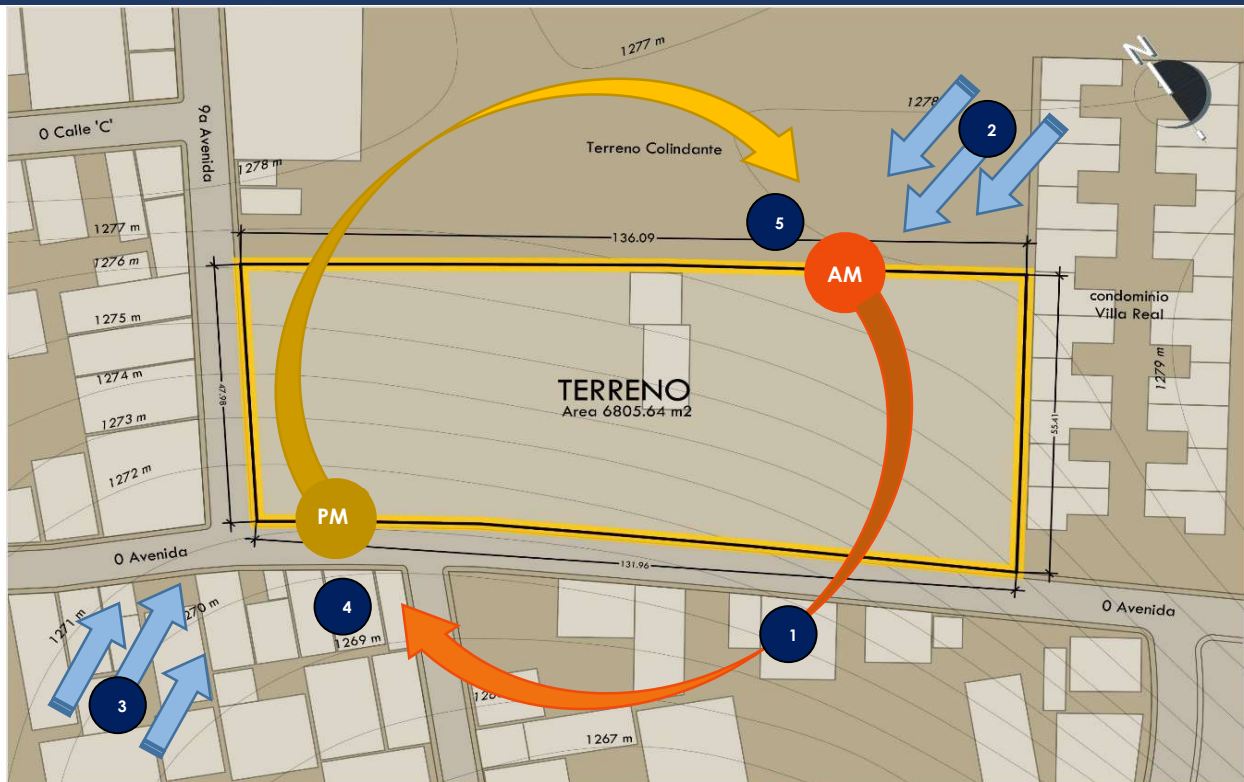 N
1277 m
1278
2
0 Calle 'C'
9a Avenida
Terreno Colindante
1278 m
5
1277 m
136.09
1276 m
AM
condominio
Villa Real
1275 m
1279 m
1274 m
47.98
TERRENO
Area 6805.64 m2
55.41
1273 m
1272 m
PM
0 Avenida
131.96
4
0 Avenida
1271 m
1270 m
1
1269 m
3
1267 m